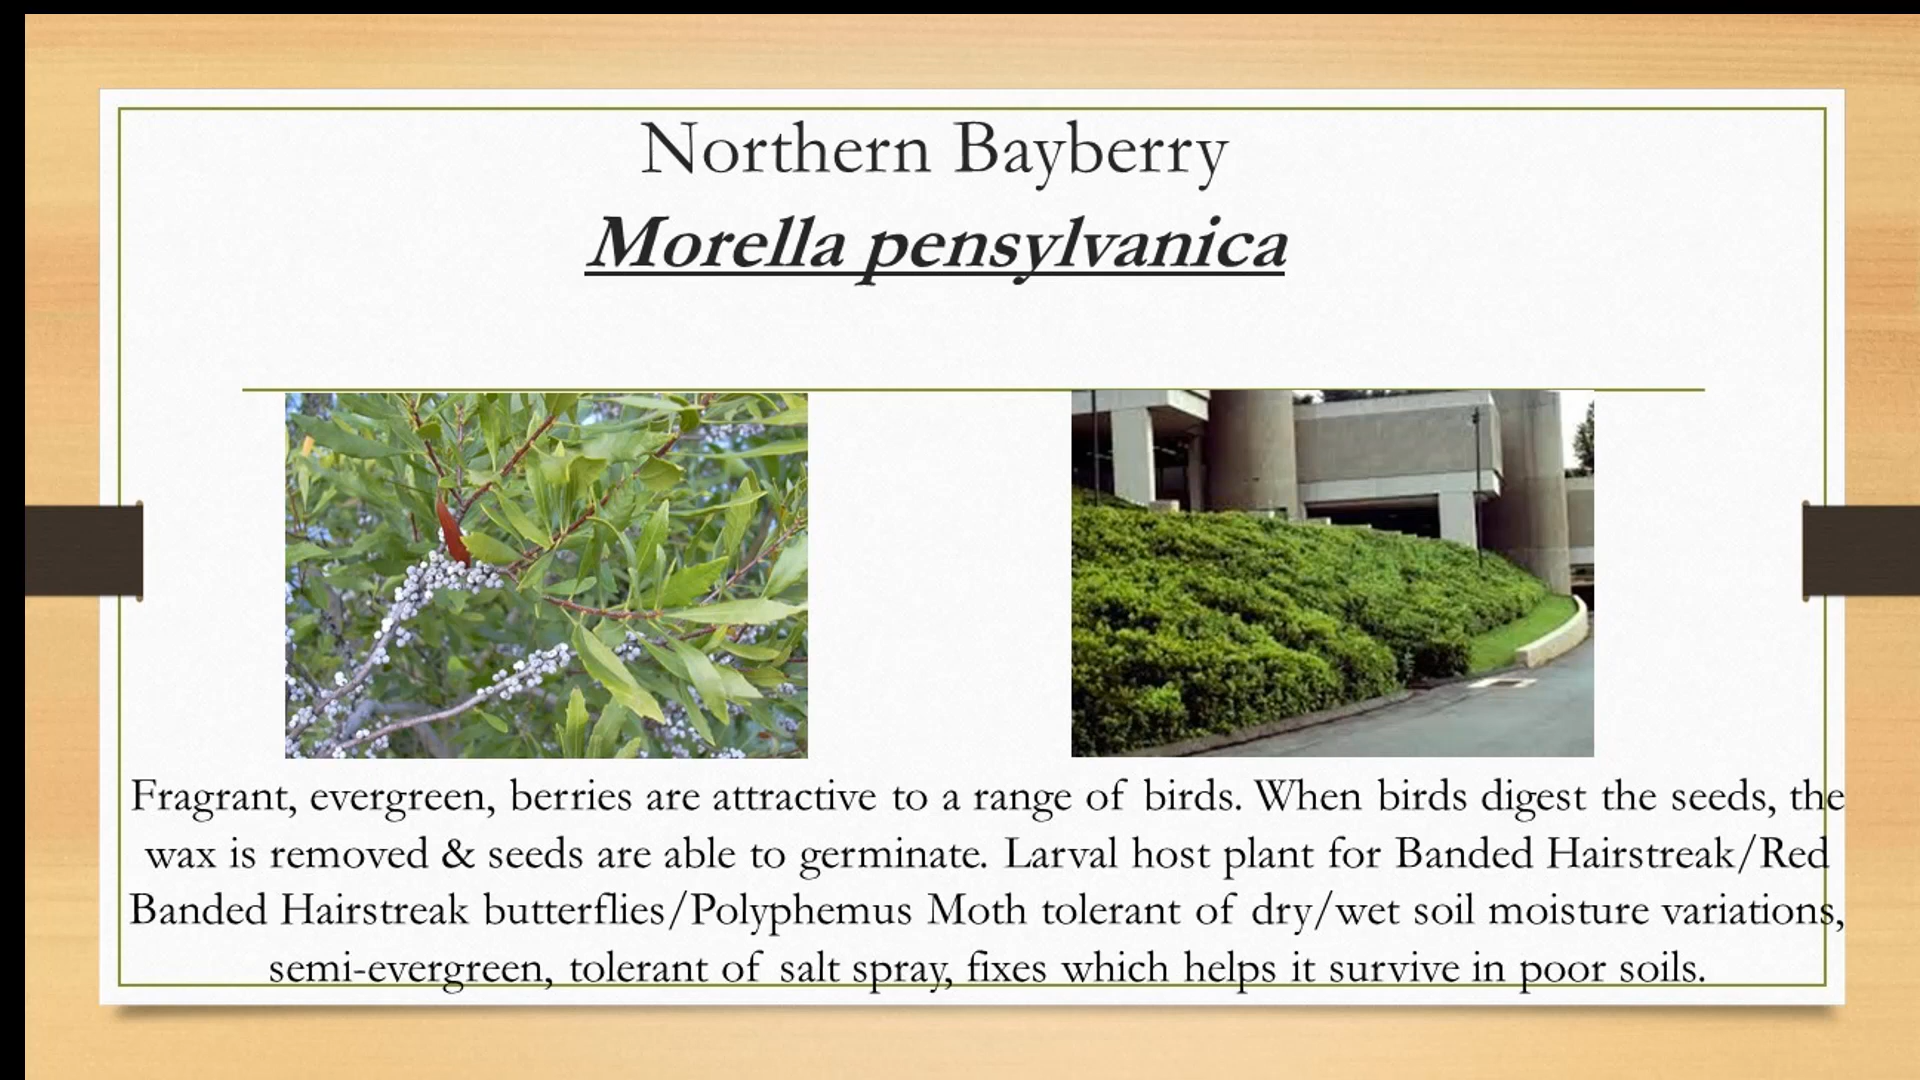 Northern Bayberry
Morella pensylvanica
Fragrant, evergreen, berries are attractive to a range of birds. When birds digest the seeds, the
wax is removed & seeds are able to germinate. Larval host plant for Banded Hairstreak/Red
Banded Hairstreak butterflies/Polyphemus Moth tolerant of dry/wet soil moisture variations,
semi-evergreen, tolerant of salt spray, fixes which helps it survive in poor soils.